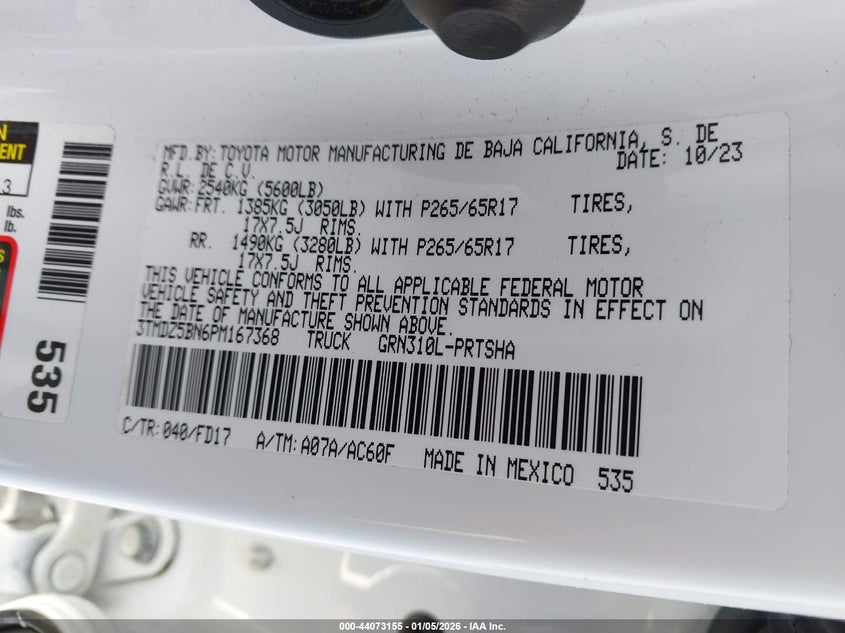 N
ENT
3
lbs.
lb.
S
535
MFD.BY: TOYOTA MOTOR MANUFACTURING DE BAJA CALIFORNIA, S. DE
R.L. DE C.V. DATE: 10/23
GVWR: 2540KG (5600LB)
GAWR: FRT. 1385KG (3050LB) WITH P265/65R17 TIRES,
17X7.5J RIMS.
RR. 1490KG (3280LB) WITH P265/65R17 TIRES,
17X7.5J RIMS.
THIS VEHICLE CONFORMS TO ALL APPLICABLE FEDERAL MOTOR
VEHICLE SAFETY AND THEFT PREVENTION STANDARDS IN EFFECT ON
THE DATE OF MANUFACTURE SHOWN ABOVE.
3TMDZ5BN6PM167368 TRUCK GRN310L-PRTSHA
C/TR: 040/FD17 A/TM: A07A/AC60F MADE IN MEXICO 535
000-44073155 - 01/05/2026 - IAA Inc.